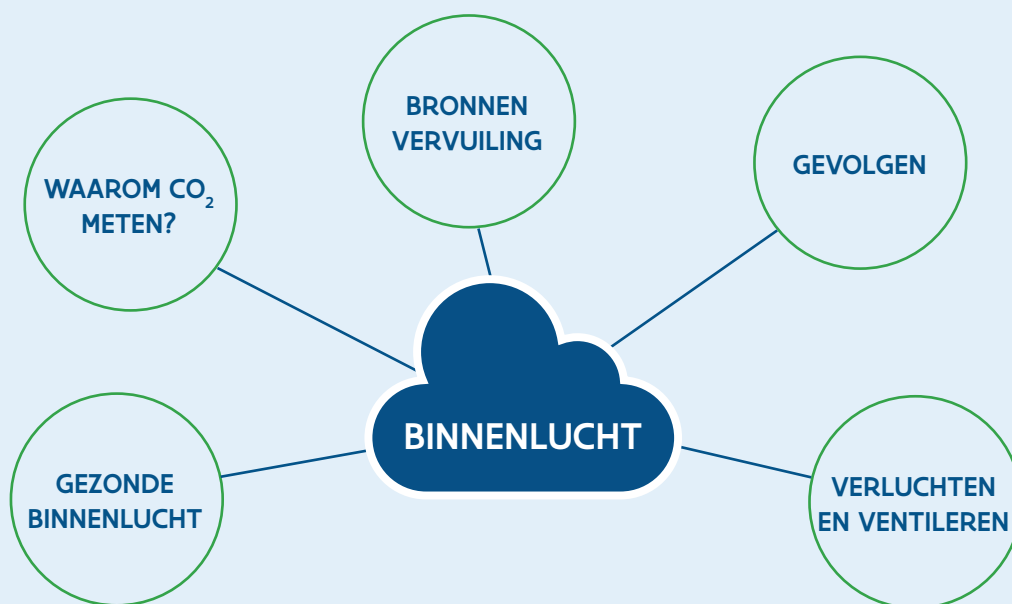 BRONNEN
VERVUILING
GEVOLGEN
WAAROM CO₂
METEN?
BINNENLUCHT
GEZONDE
BINNENLUCHT
VERLUCHTEN
EN VENTILEREN